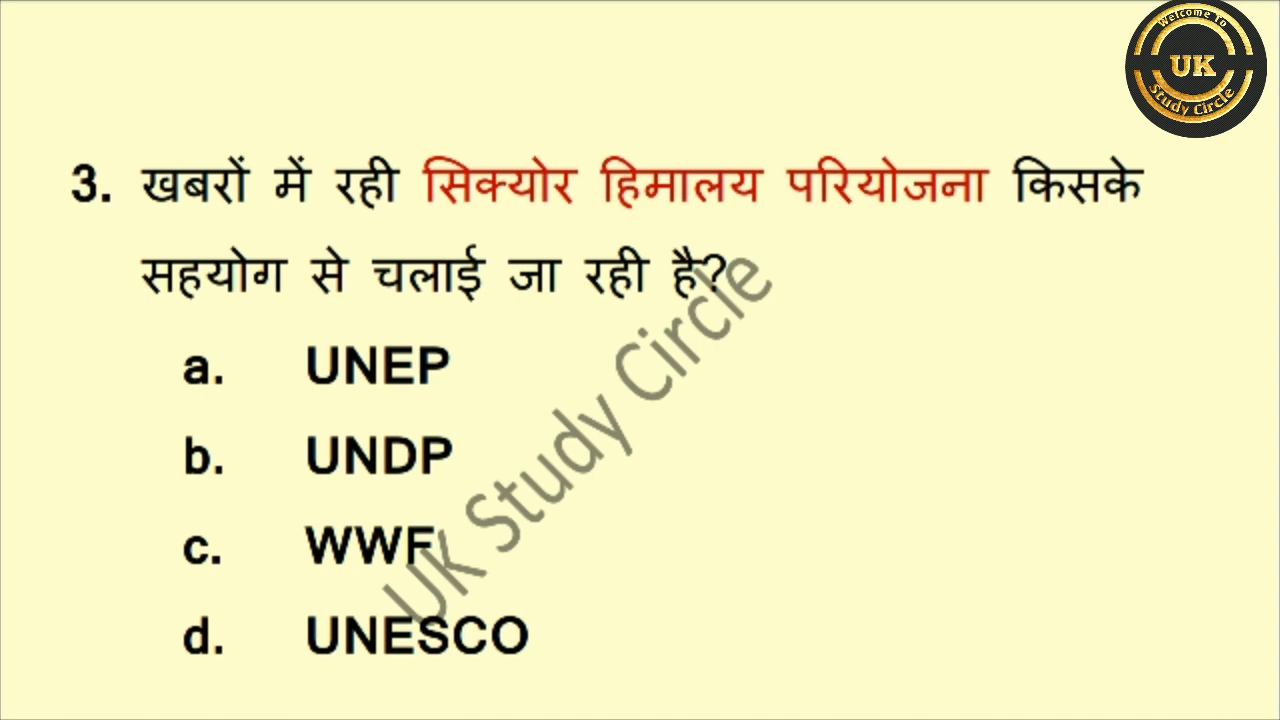 Welcome To
UK
Study Circle
3. खबरों में रही सिक्योर हिमालय परियोजना किसके
सहयोग से चलाई जा रही है?
a. UNEP
b. UNDP
c. WWF
d. UNESCO
UK Study Circle